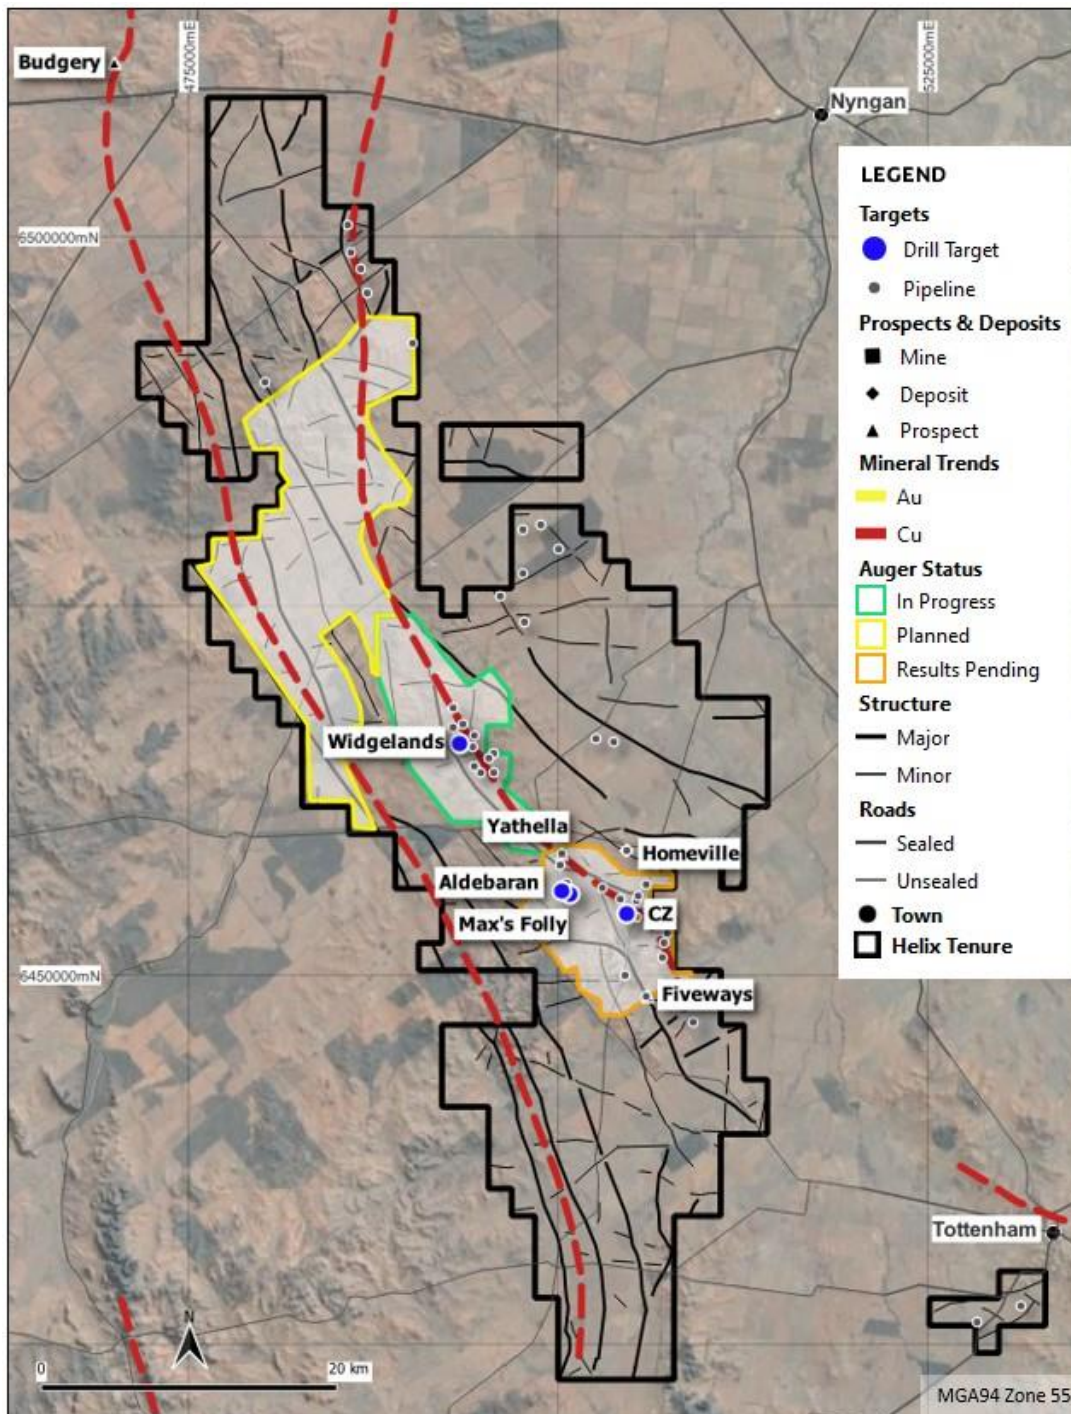 475000mE
525000mE
Budgery
Nyngan
6500000mN
LEGEND
Targets
Drill Target
Pipeline
Prospects & Deposits
Mine
Deposit
Prospect
Mineral Trends
Au
Cu
Auger Status
In Progress
Planned
Results Pending
Structure
Major
Minor
Roads
Sealed
Unsealed
Town
Helix Tenure
Widgelands
Yathella
Homeville
Aldebaran
CZ
Max's Folly
6450000mN
Fiveways
Tottenham
N
0
20 km
MGA94 Zone 55